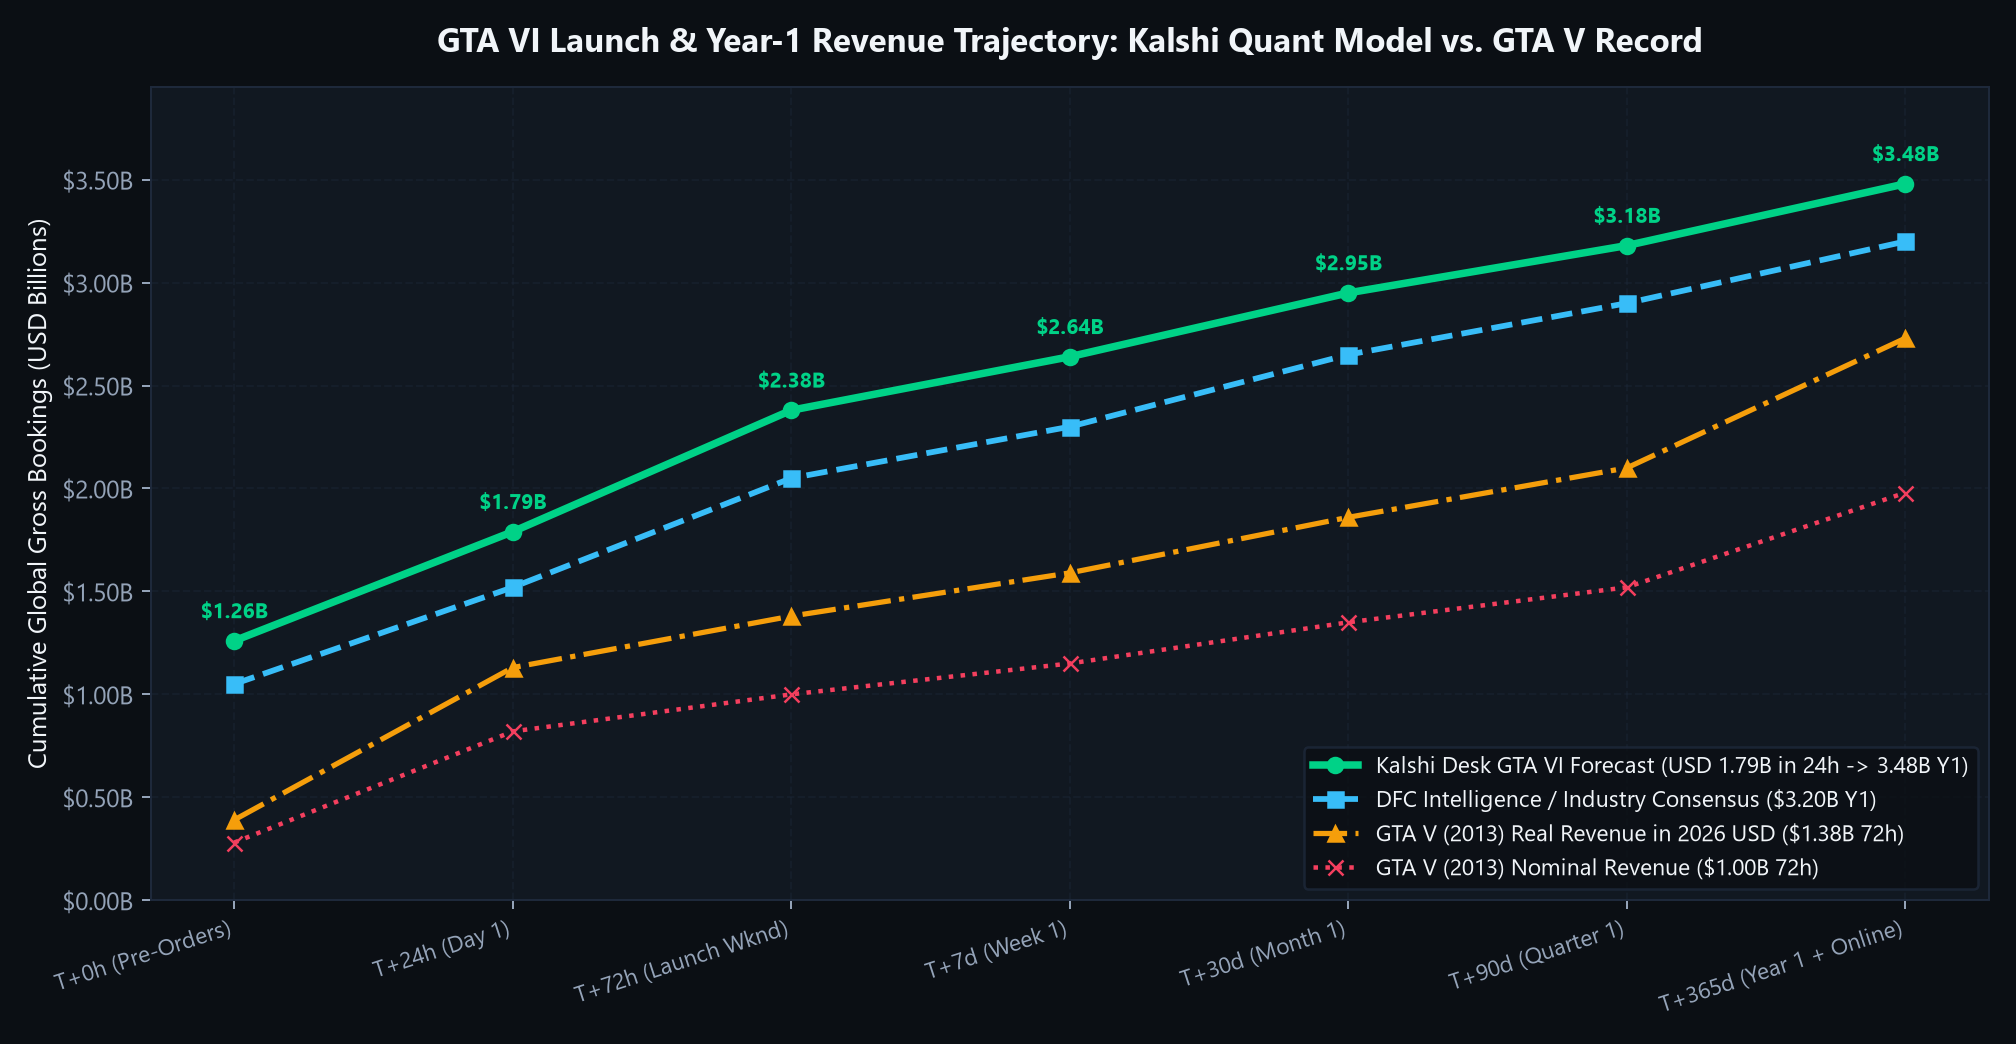 GTA VI Launch & Year-1 Revenue Trajectory: Kalshi Quant Model vs. GTA V Record
Cumulative Global Gross Bookings (USD Billions)
$3.50B
$3.00B
$2.50B
$2.00B
$1.50B
$1.00B
$0.50B
$0.00B
$1.26B
$1.79B
$2.38B
$2.64B
$2.95B
$3.18B
$3.48B
Kalshi Desk GTA VI Forecast (USD 1.79B in 24h -> 3.48B Y1)
DFC Intelligence / Industry Consensus ($3.20B Y1)
GTA V (2013) Real Revenue in 2026 USD ($1.38B 72h)
GTA V (2013) Nominal Revenue ($1.00B 72h)
T+0h (Pre-Orders)
T+24h (Day 1)
T+72h (Launch Wknd)
T+7d (Week 1)
T+30d (Month 1)
T+90d (Quarter 1)
T+365d (Year 1 + Online)